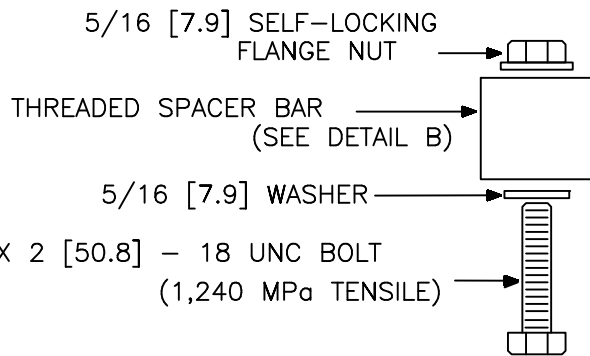 5/16 [7.9] SELF-LOCKING
FLANGE NUT
THREADED SPACER BAR
(SEE DETAIL B)
5/16 [7.9] WASHER
X 2 [50.8] - 18 UNC BOLT
(1,240 MPa TENSILE)